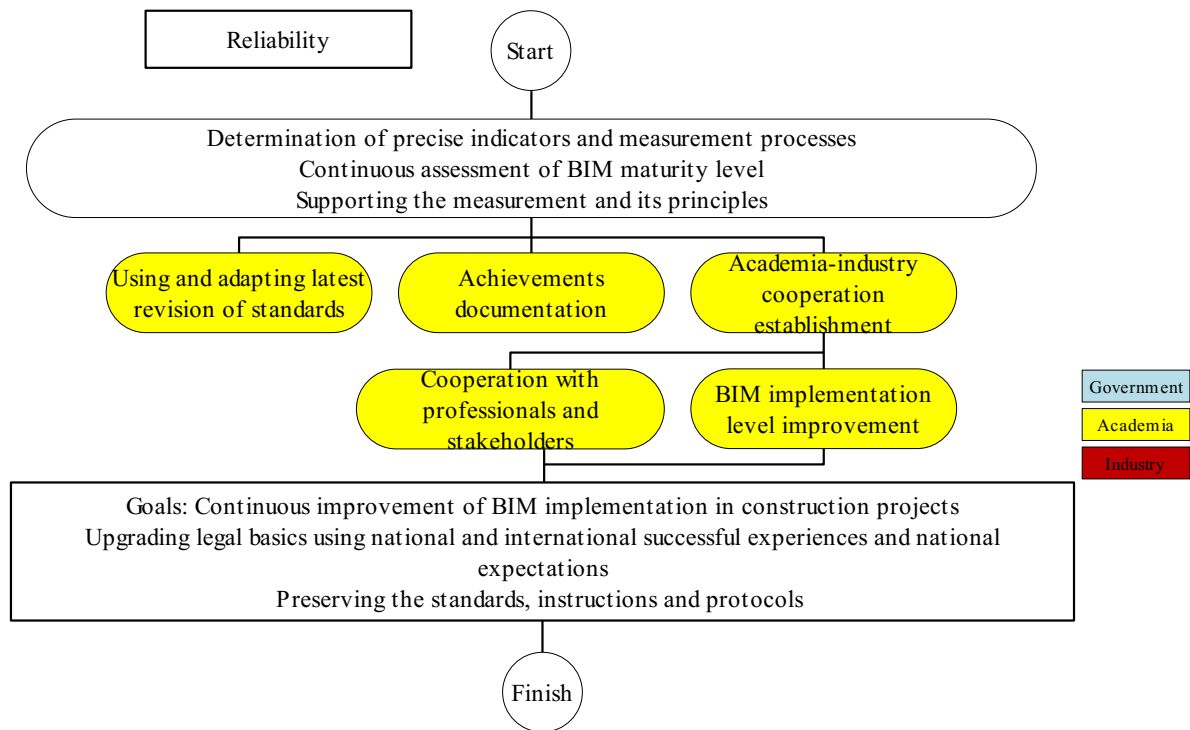 Reliability
Start
Determination of precise indicators and measurement processes
Continuous assessment of BIM maturity level
Supporting the measurement and its principles
Using and adapting latest
revision of standards
Achievements
documentation
Academia-industry
cooperation
establishment
Cooperation with
professionals and
stakeholders
BIM implementation
level improvement
Government
Academia
Industry
Goals: Continuous improvement of BIM implementation in construction projects
Upgrading legal basics using national and international successful experiences and national
expectations
Preserving the standards, instructions and protocols
Finish